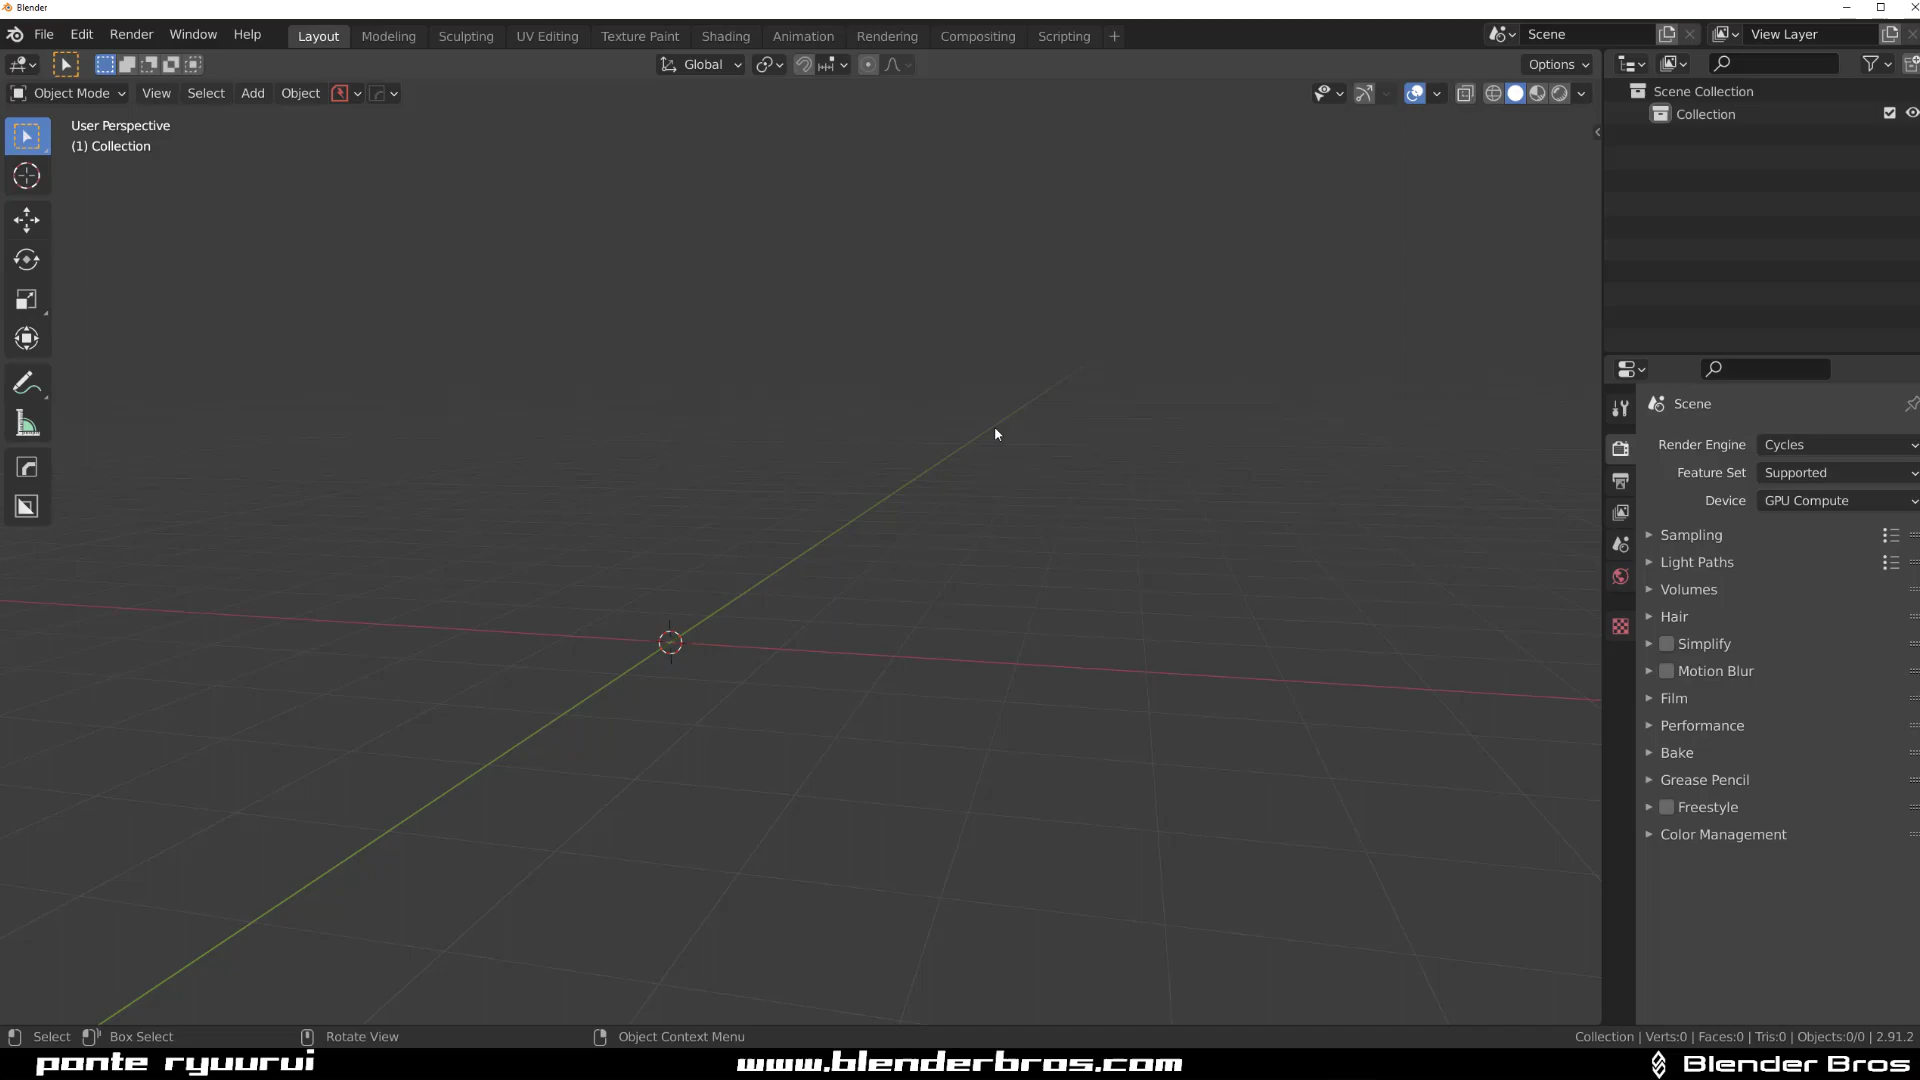 Blender
File Edit Render Window Help Layout Modeling Sculpting UV Editing Texture Paint Shading Animation Rendering Compositing Scripting + Scene View Layer
Global Options
Object Mode View Select Add Object
User Perspective
(1) Collection
Scene Collection
Collection
Scene
Render Engine Cycles
Feature Set Supported
Device GPU Compute
Sampling
Light Paths
Volumes
Hair
Simplify
Motion Blur
Film
Performance
Bake
Grease Pencil
Freestyle
Color Management
Select Box Select Rotate View Object Context Menu Collection | Verts:0 | Faces:0 | Tris:0 | Objects:0/0 | 2.91.2
ponte ryuurui www.blenderbros.com Blender Bros